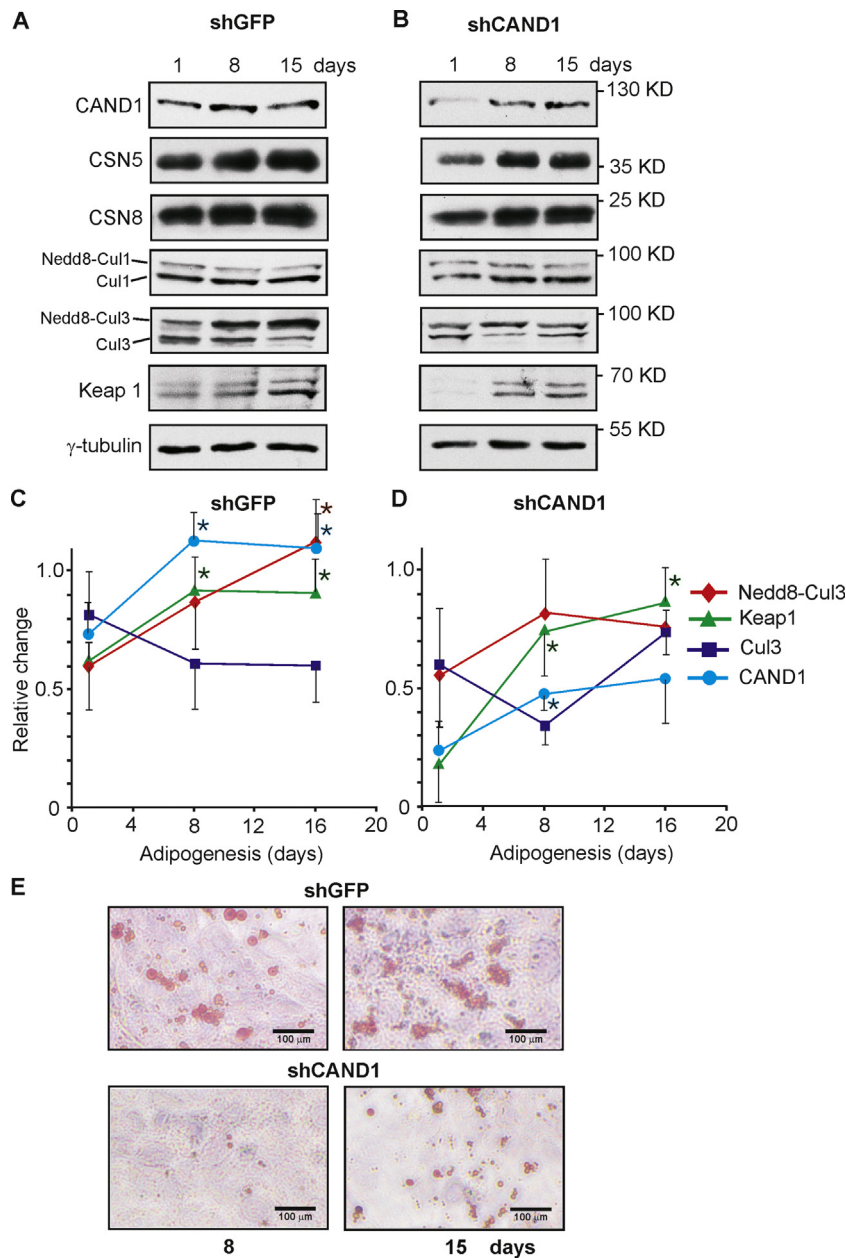 A shGFP
B shCAND1
1 8 15 days
1 8 15 days
CAND1
130 KD
CSN5
35 KD
CSN8
25 KD
Nedd8-Cul1
Cul1
100 KD
Nedd8-Cul3
Cul3
100 KD
Keap 1
70 KD
γ-tubulin
55 KD
C shGFP
D shCAND1
* * * * *
* * *
Relative change
1.0
0.5
0
0 4 8 12 16 20
Adipogenesis (days)
1.0
0.5
0
0 4 8 12 16 20
Adipogenesis (days)
Nedd8-Cul3
Keap1
Cul3
CAND1
E
shGFP
100 μm
100 μm
shCAND1
100 μm
100 μm
8 15 days